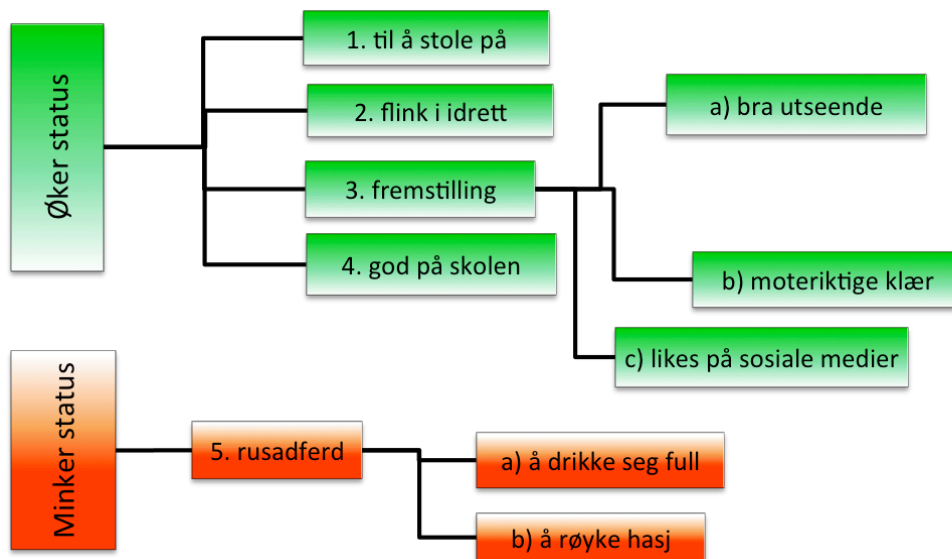 Øker status
1. til å stole på
2. flink i idrett
3. fremstilling
4. god på skolen
a) bra utseende
b) moteriktige klær
c) likes på sosiale medier
Minker status
5. rusadferd
a) å drikke seg full
b) å røyke hasj